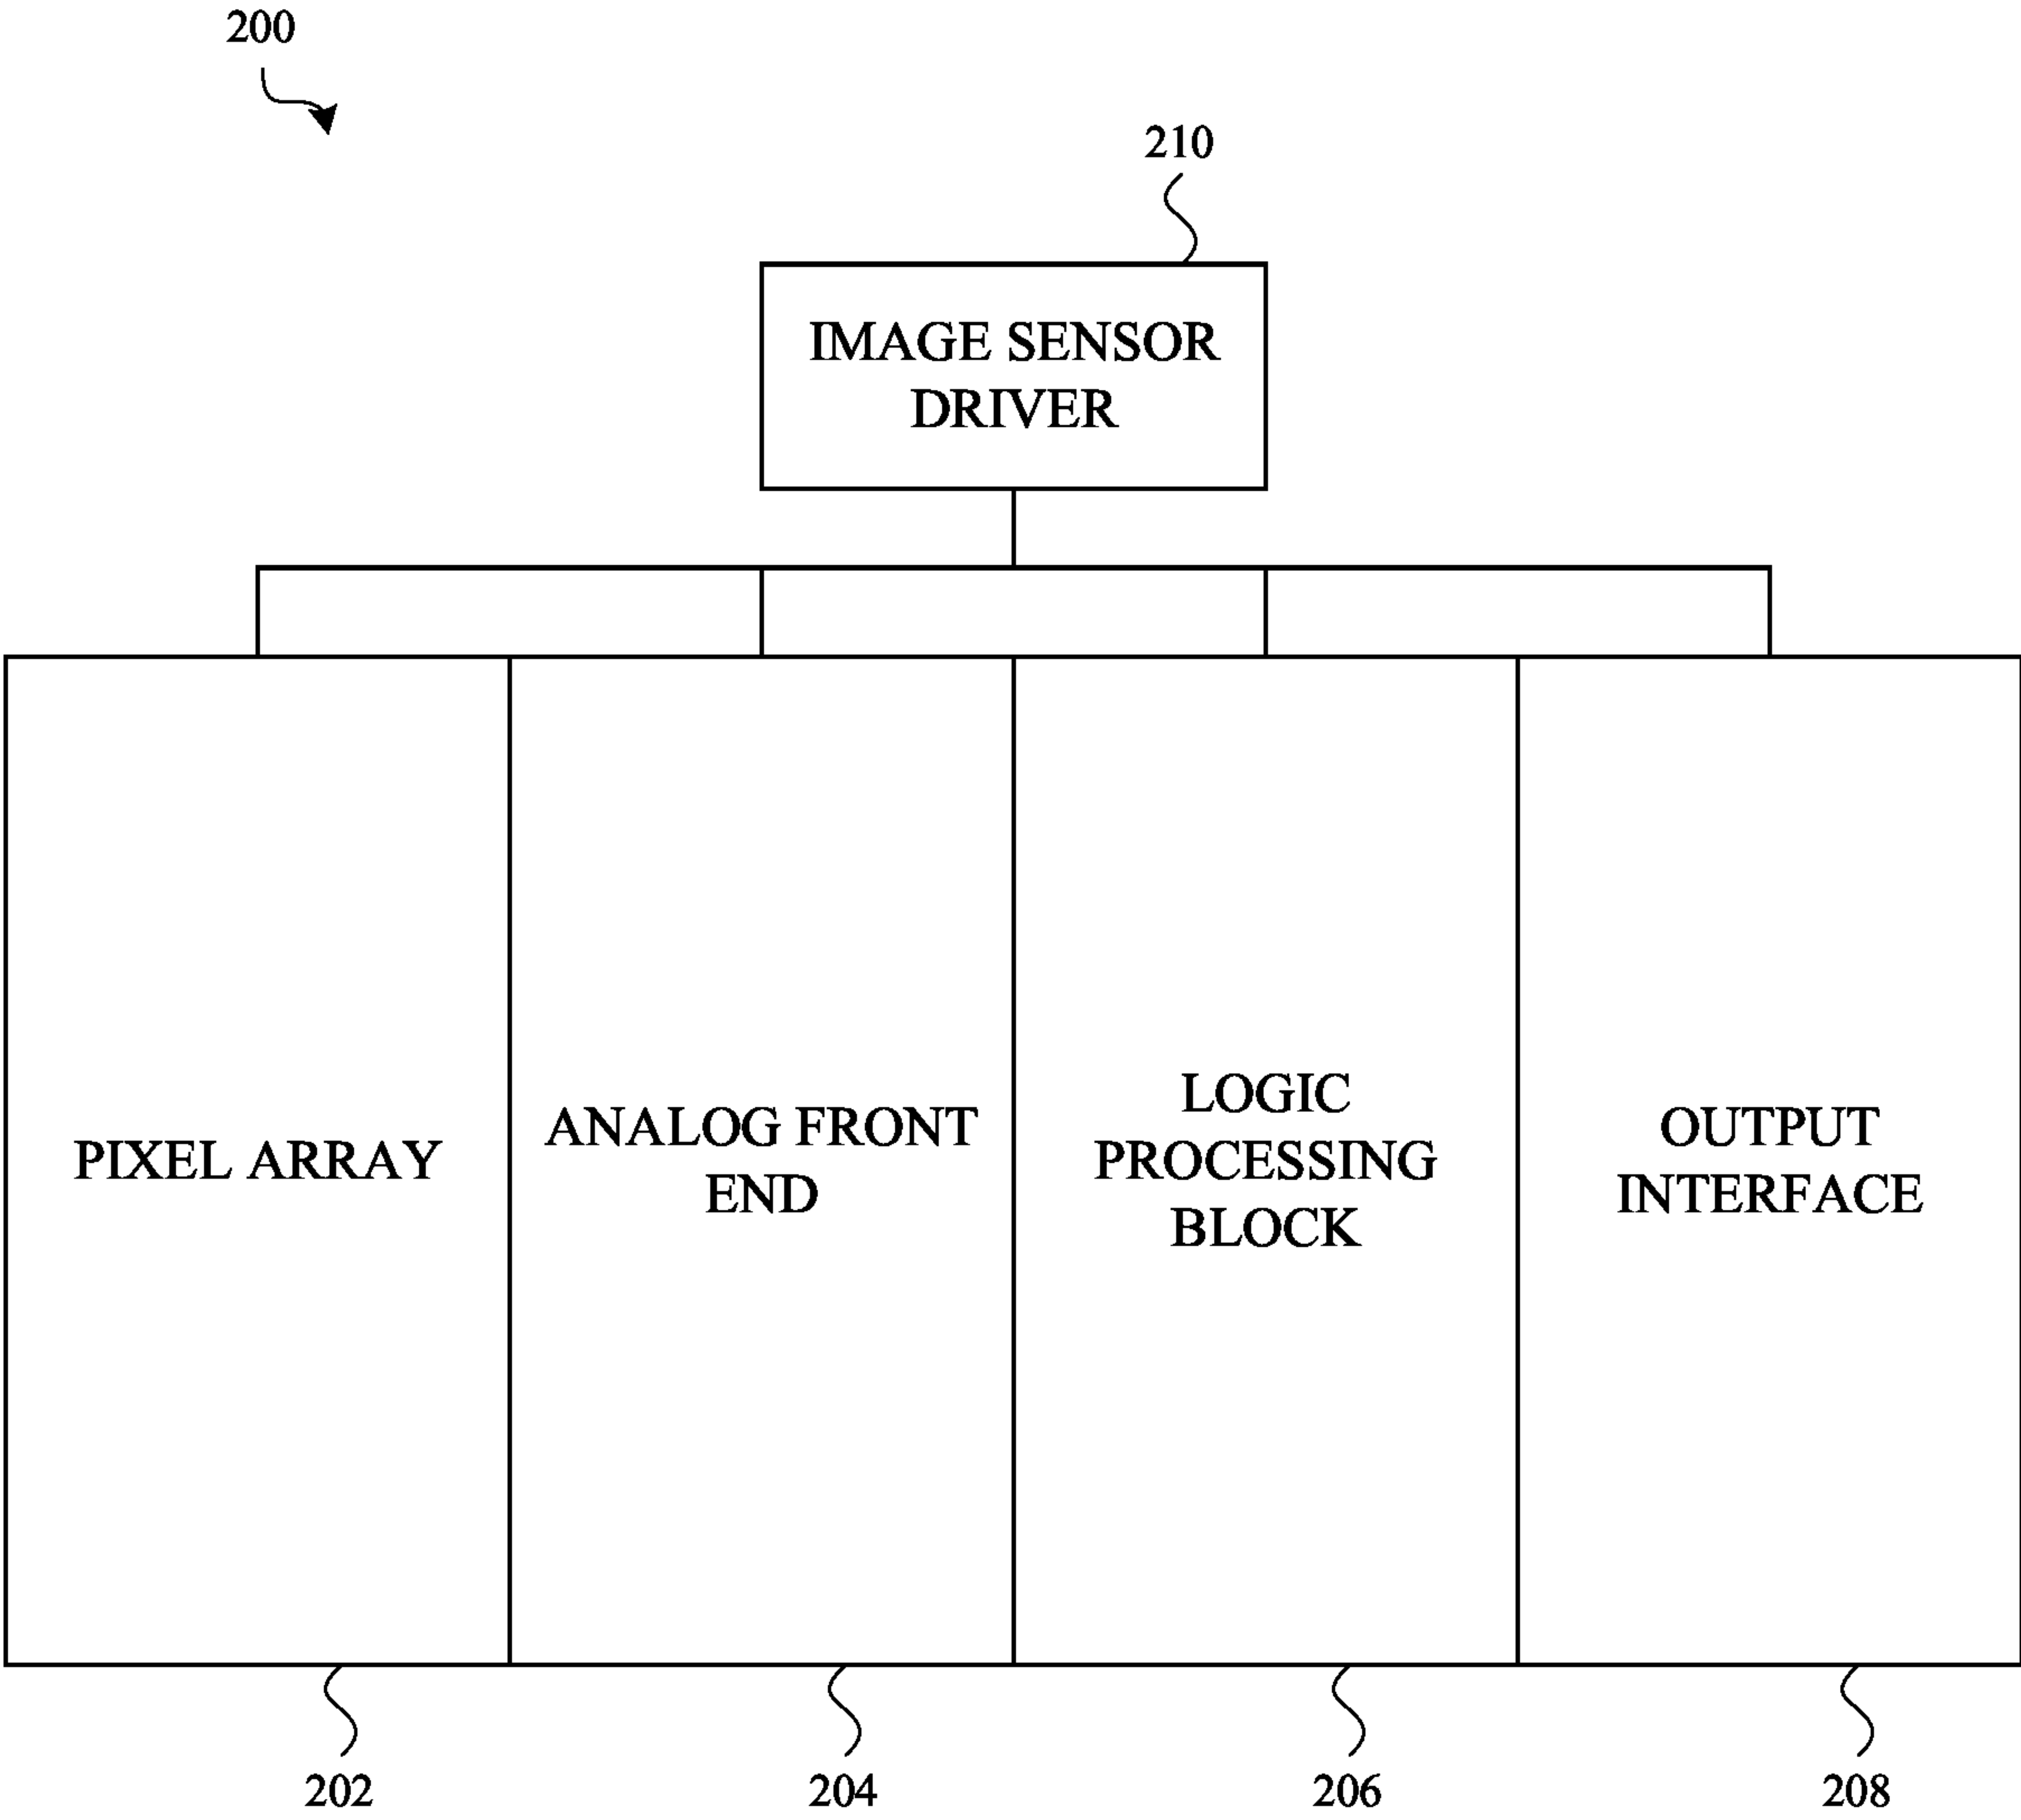 200
210
IMAGE SENSOR
DRIVER
PIXEL ARRAY
ANALOG FRONT
END
LOGIC
PROCESSING
BLOCK
OUTPUT
INTERFACE
202
204
206
208